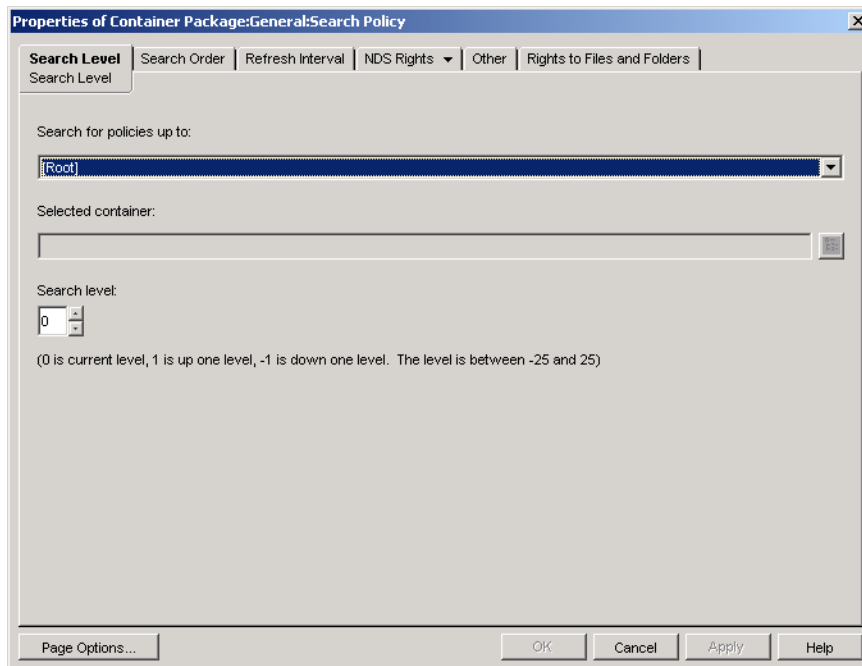 Properties of Container Package:General:Search Policy
Search Level
Search Order
Refresh Interval
NDS Rights
Other
Rights to Files and Folders
Search Level
Search for policies up to:
[Root]
Selected container:
Search level:
0
(0 is current level, 1 is up one level, -1 is down one level. The level is between -25 and 25)
Page Options...
OK
Cancel
Apply
Help